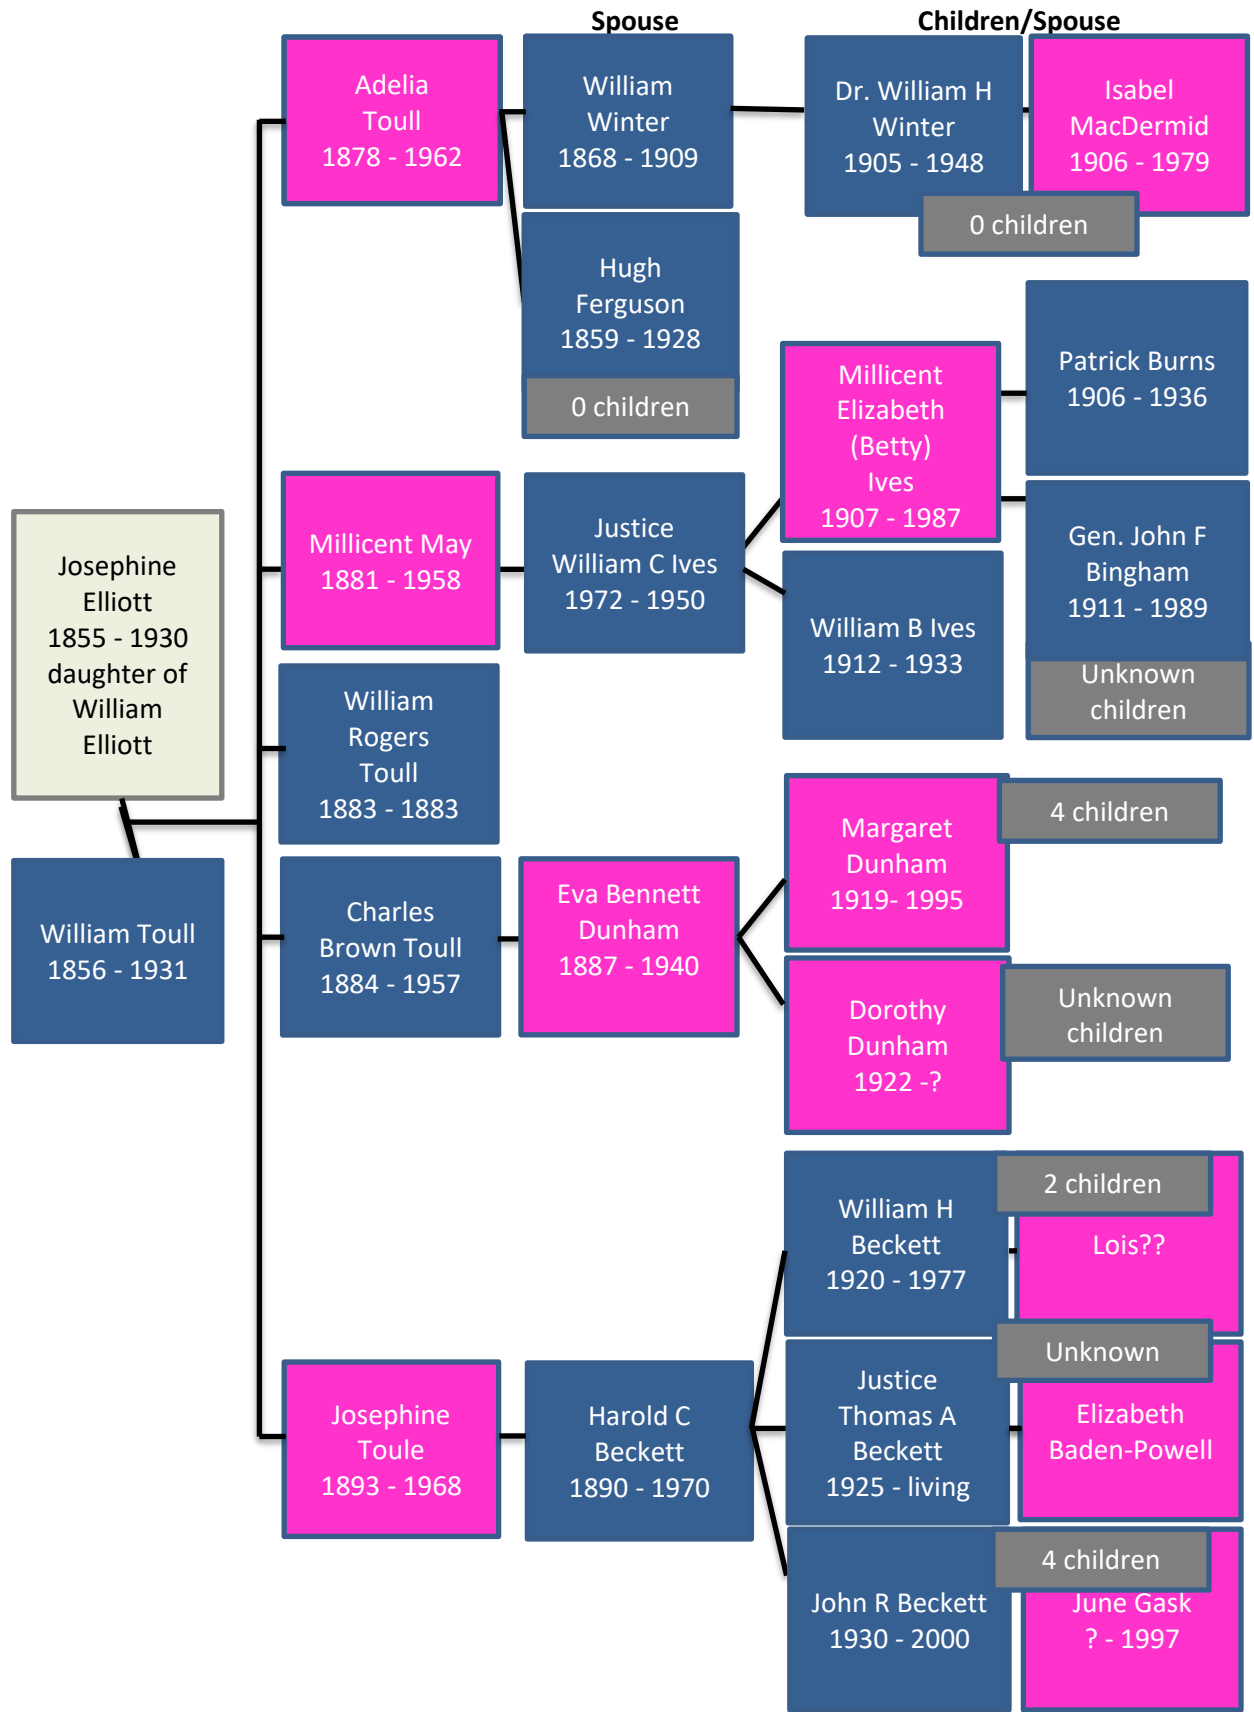 Spouse
Children/Spouse
Adelia
Toull
1878 - 1962
William
Winter
1868 - 1909
Dr. William H
Winter
1905 - 1948
Isabel
MacDermid
1906 - 1979
0 children
Hugh
Ferguson
1859 - 1928
0 children
Millicent
Elizabeth
(Betty)
Ives
1907 - 1987
Patrick Burns
1906 - 1936
Josephine
Elliott
1855 - 1930
daughter of
William
Elliott
Millicent May
1881 - 1958
Justice
William C Ives
1972 - 1950
Gen. John F
Bingham
1911 - 1989
Unknown
children
William B Ives
1912 - 1933
William
Rogers
Toull
1883 - 1883
Margaret
Dunham
1919- 1995
4 children
William Toull
1856 - 1931
Charles
Brown Toull
1884 - 1957
Eva Bennett
Dunham
1887 - 1940
Dorothy
Dunham
1922 -?
Unknown
children
William H
Beckett
1920 - 1977
2 children
Lois??
Josephine
Toule
1893 - 1968
Harold C
Beckett
1890 - 1970
Justice
Thomas A
Beckett
1925 - living
Unknown
Elizabeth
Baden-Powell
John R Beckett
1930 - 2000
4 children
June Gask
? - 1997